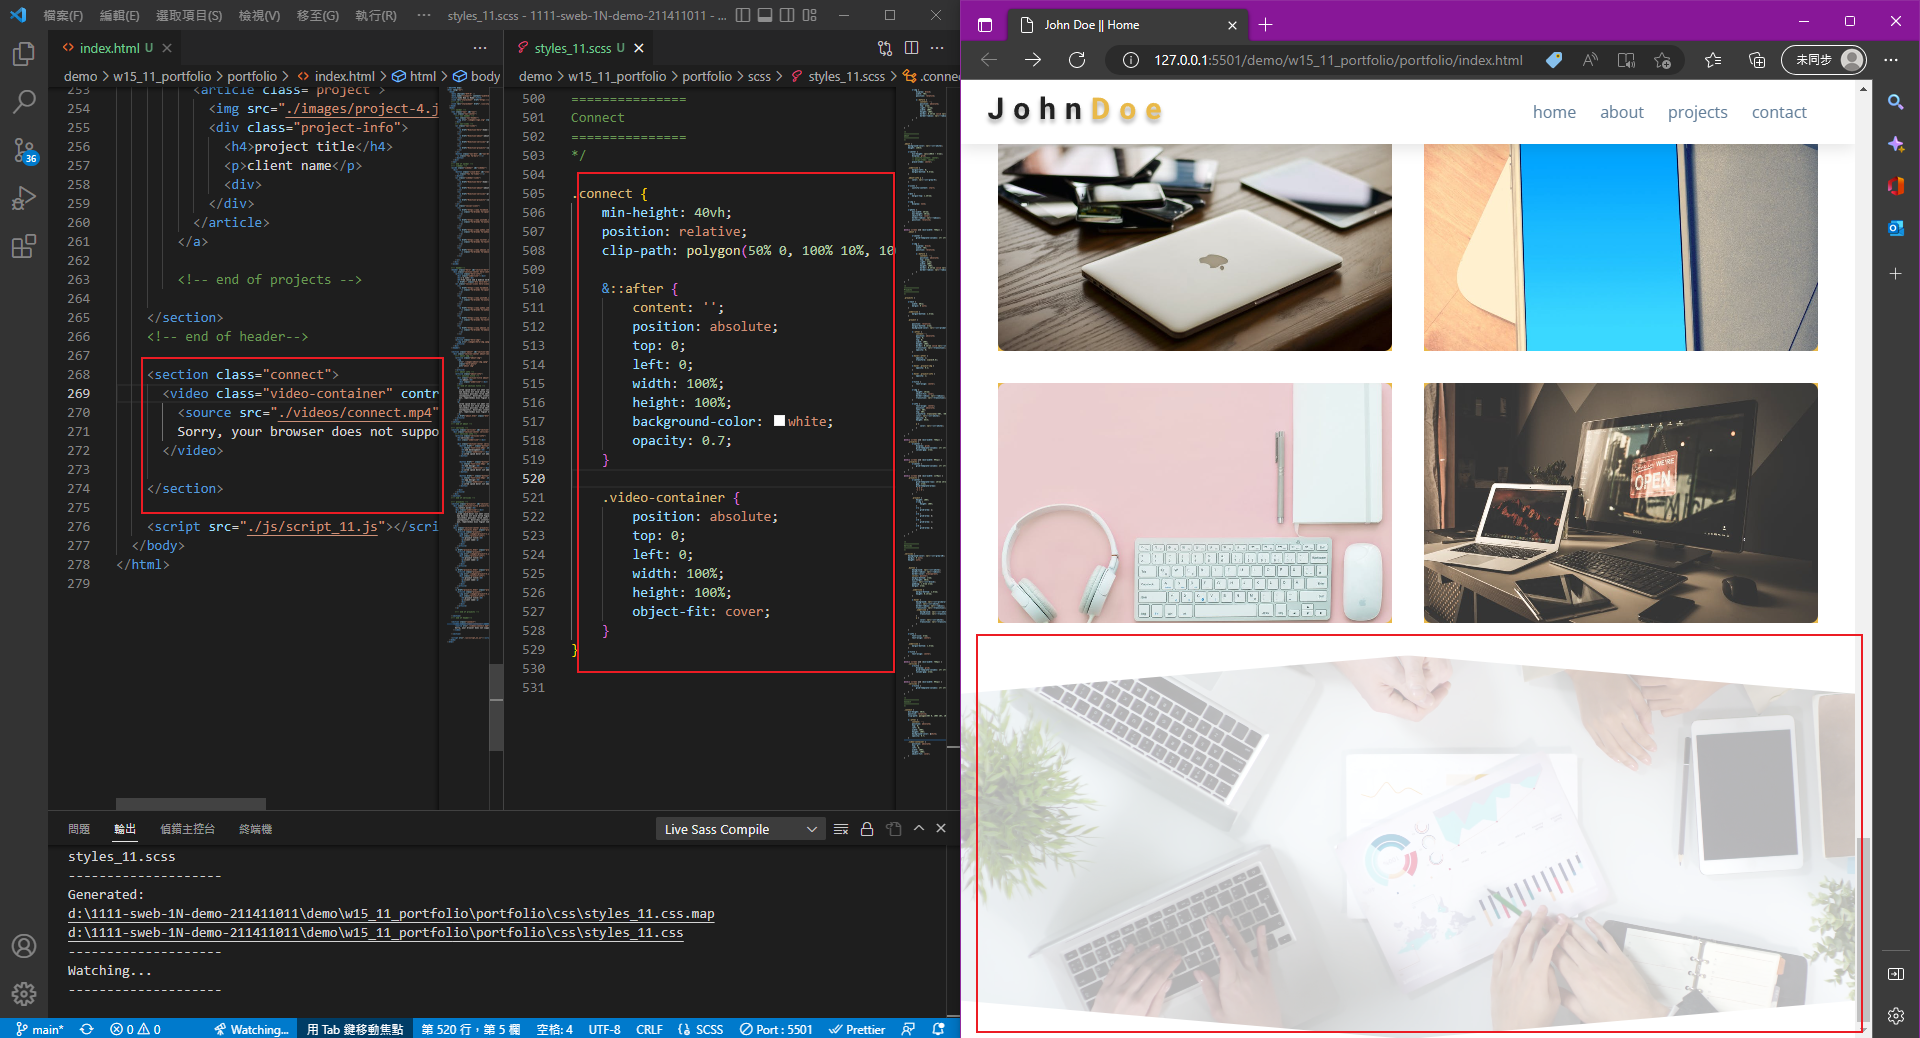 檔案(F) 編輯(E) 選取項目(S) 檢視(V) 移至(G) 執行(R) ··· styles_11.scss - 1111-sweb-1N-demo-211411011 - ...
index.html U
demo > w15_11_portfolio > portfolio > index.html > html > body
253 <article class="project">
254 <img src="./images/project-4.j
255 <div class="project-info">
256 <h4>project title</h4>
257 <p>client name</p>
258 <div>
259 </div>
260 </article>
261 </a>
262
263 <!-- end of projects -->
264
265 </section>
266 <!-- end of header-->
267
268 <section class="connect">
269 <video class="video-container" contr
270 <source src="./videos/connect.mp4"
271 Sorry, your browser does not suppo
272 </video>
273
274 </section>
275
276 <script src="./js/script_11.js"></scri
277 </body>
278 </html>
279
styles_11.scss U
demo > w15_11_portfolio > portfolio > scss > styles_11.scss > .connec
500 ===============
501 Connect
502 ===============
503 */
504
505 .connect {
506 min-height: 40vh;
507 position: relative;
508 clip-path: polygon(50% 0, 100% 10%, 10
509
510 &::after {
511 content: '';
512 position: absolute;
513 top: 0;
514 left: 0;
515 width: 100%;
516 height: 100%;
517 background-color: white;
518 opacity: 0.7;
519 }
520
521 .video-container {
522 position: absolute;
523 top: 0;
524 left: 0;
525 width: 100%;
526 height: 100%;
527 object-fit: cover;
528 }
529 }
530
531
36
問題 輸出 偵錯主控台 終端機 Live Sass Compile
styles_11.scss
--------------------
Generated:
d:\1111-sweb-1N-demo-211411011\demo\w15_11_portfolio\portfolio\css\styles_11.css.map
d:\1111-sweb-1N-demo-211411011\demo\w15_11_portfolio\portfolio\css\styles_11.css
--------------------
Watching...
--------------------
main* 0 0 Watching... 用 Tab 鍵移動焦點 第 520 行，第 5 欄 空格: 4 UTF-8 CRLF SCSS Port : 5501 Prettier
John Doe || Home
127.0.0.1:5501/demo/w15_11_portfolio/portfolio/index.html 未同步
JohnDoe home about projects contact
WE'RE
OPEN